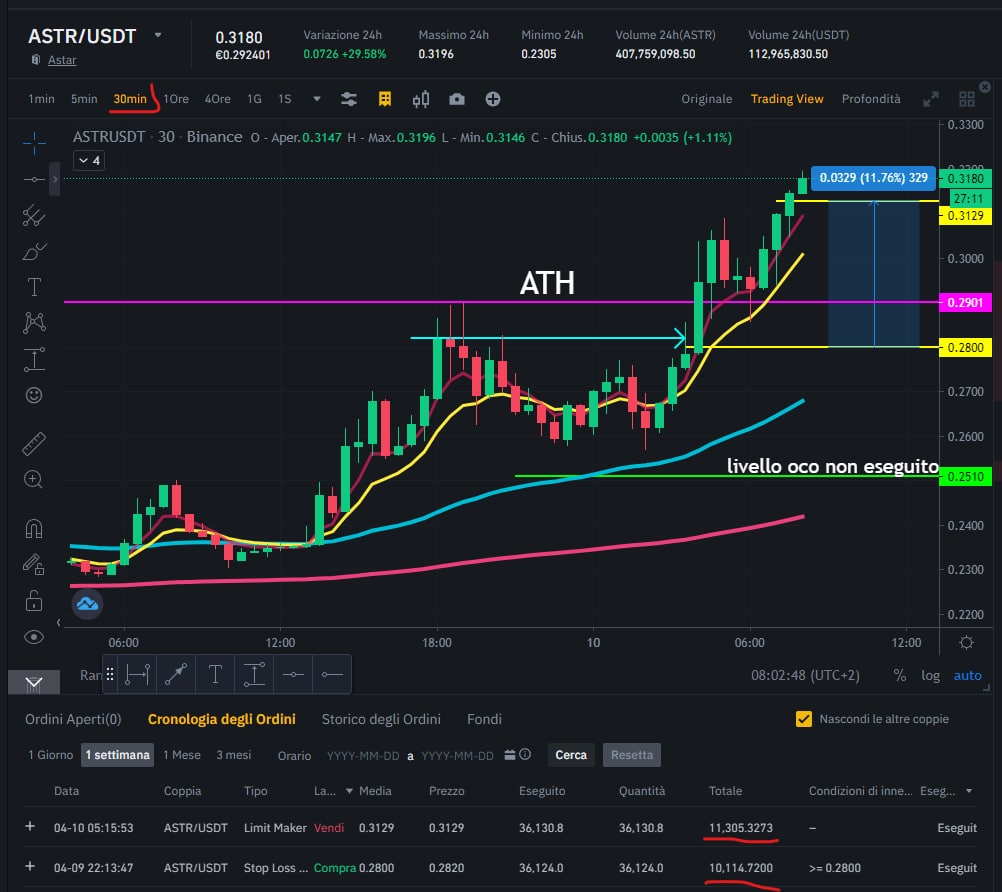 ASTR/USDT
Astar
0.3180
€0.292401
Variazione 24h
0.0726 +29.58%
Massimo 24h
0.3196
Minimo 24h
0.2305
Volume 24h(ASTR)
407,759,098.50
Volume 24h(USDT)
112,965,830.50
1min 5min 30min 1Ore 4Ore 1G 1S
Originale Trading View Profondità
ASTRUSDT · 30 · Binance O - Aper.0.3147 H - Max.0.3196 L - Min.0.3146 C - Chius.0.3180 +0.0035 (+1.11%)
4
0.3300
0.0329 (11.76%) 329
0.3180
27:11
0.3129
0.3000
ATH
0.2901
0.2800
0.2700
0.2600
livello oco non eseguito
0.2510
0.2400
0.2300
0.2200
06:00 12:00 18:00 10 06:00 12:00
08:02:48 (UTC+2) % log auto
Ordini Aperti(0) Cronologia degli Ordini Storico degli Ordini Fondi
Nascondi le altre coppie
1 Giorno 1 settimana 1 Mese 3 mesi Orario YYYY-MM-DD a YYYY-MM-DD Cerca Resetta
Data Coppia Tipo La... Media Prezzo Eseguito Quantità Totale Condizioni di inne... Eseg...
04-10 05:15:53 ASTR/USDT Limit Maker Vendi 0.3129 0.3129 36,130.8 36,130.8 11,305.3273 – Eseguit
04-09 22:13:47 ASTR/USDT Stop Loss ... Compra 0.2800 0.2820 36,124.0 36,124.0 10,114.7200 >= 0.2800 Eseguit